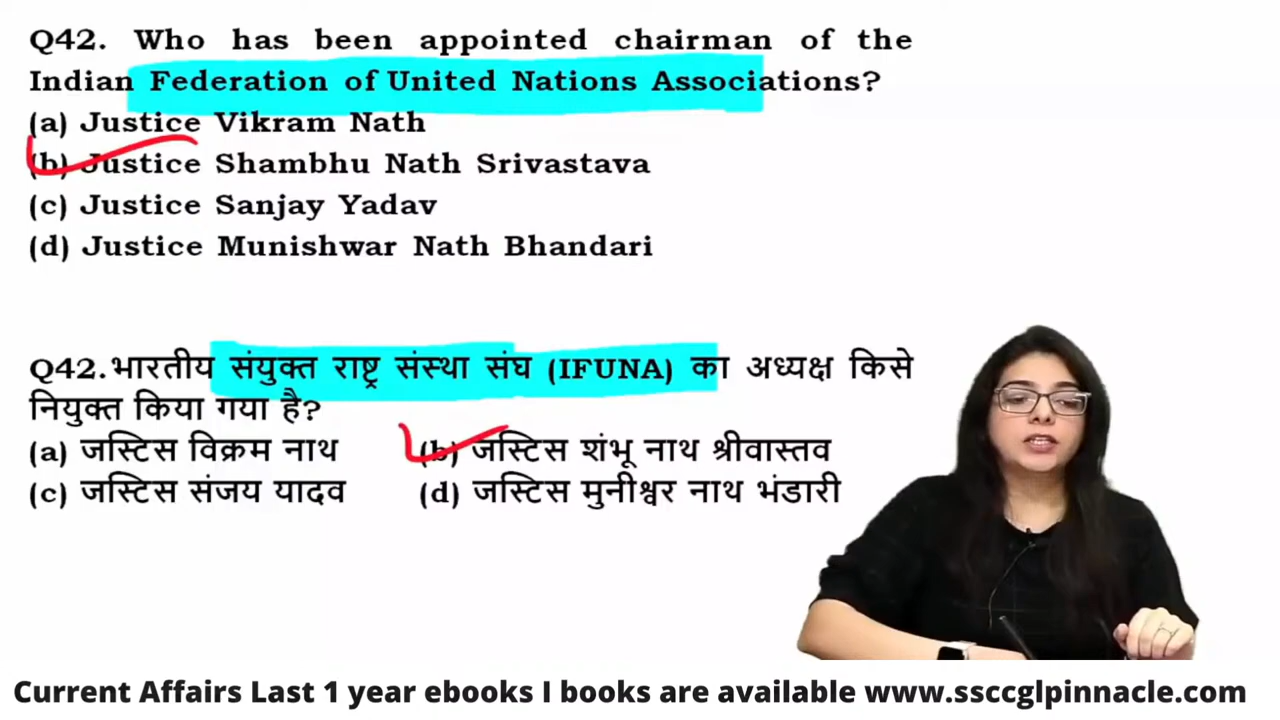 Q42. Who has been appointed chairman of the
Indian Federation of United Nations Associations?
(a) Justice Vikram Nath
(b) Justice Shambhu Nath Srivastava
(c) Justice Sanjay Yadav
(d) Justice Munishwar Nath Bhandari
Q42.भारतीय संयुक्त राष्ट्र संस्था संघ (IFUNA) का अध्यक्ष किसे
नियुक्त किया गया है?
(a) जस्टिस विक्रम नाथ (b) जस्टिस शंभू नाथ श्रीवास्तव
(c) जस्टिस संजय यादव (d) जस्टिस मुनीश्वर नाथ भंडारी
Current Affairs Last 1 year ebooks I books are available www.ssccglpinnacle.com